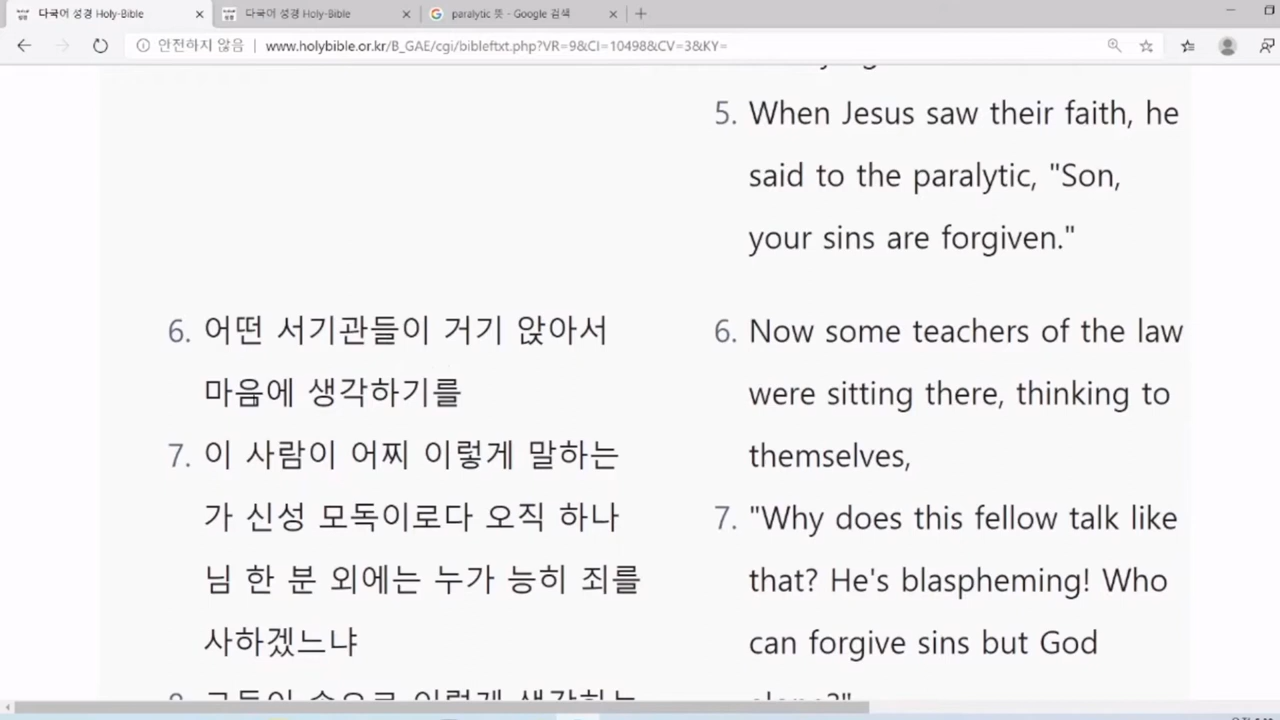 다국어 성경 Holy-Bible
다국어 성경 Holy-Bible
paralytic 뜻 - Google 검색
안전하지 않음 | www.holybible.or.kr/B_GAE/cgi/bibleftxt.php?VR=9&CI=10498&CV=3&KY=
5. When Jesus saw their faith, he
said to the paralytic, "Son,
your sins are forgiven."
6. 어떤 서기관들이 거기 앉아서
마음에 생각하기를
7. 이 사람이 어찌 이렇게 말하는
가 신성 모독이로다 오직 하나
님 한 분 외에는 누가 능히 죄를
사하겠느냐
6. Now some teachers of the law
were sitting there, thinking to
themselves,
7. "Why does this fellow talk like
that? He's blaspheming! Who
can forgive sins but God
alone?"